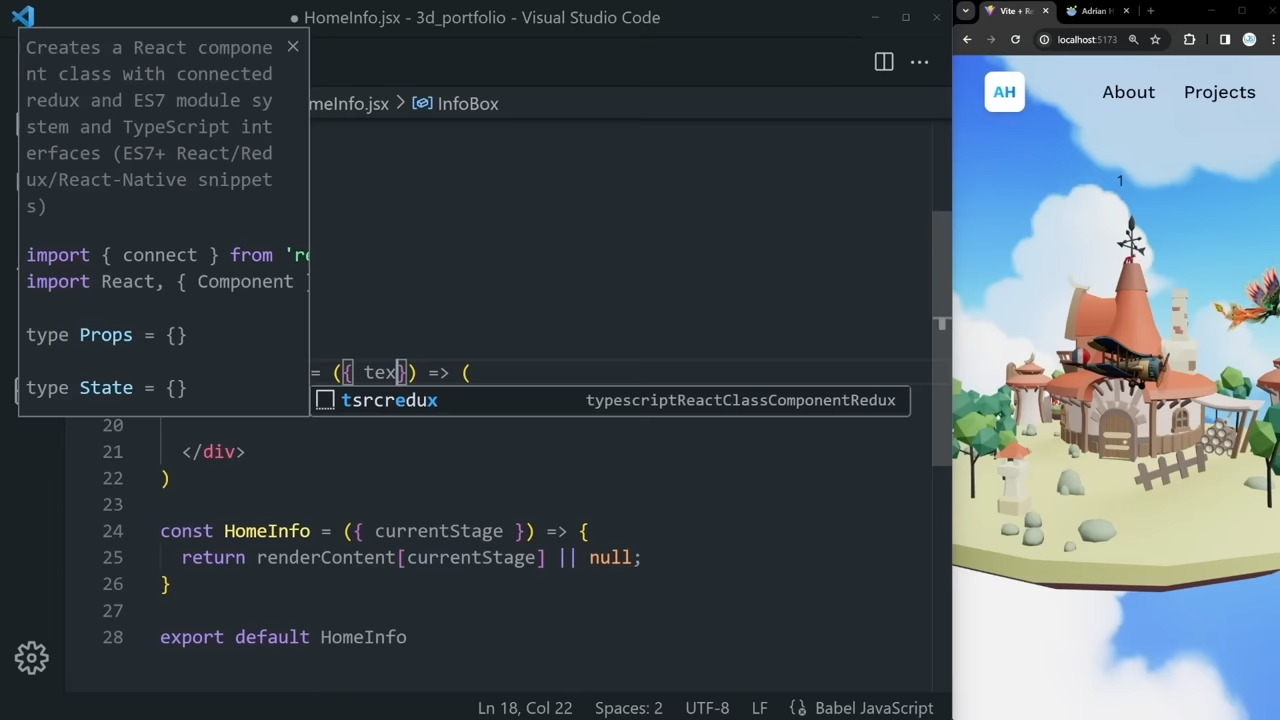 ● HomeInfo.jsx - 3d_portfolio - Visual Studio Code
Creates a React compone
nt class with connected
redux and ES7 module sy
stem and TypeScript int
erfaces (ES7+ React/Red
ux/React-Native snippet
s)
import { connect } from 're
import React, { Component }
type Props = {}
type State = {}
meInfo.jsx > InfoBox
= ({ tex}) => (
tsrcredux typescriptReactClassComponentRedux
20
21 </div>
22 )
23
24 const HomeInfo = ({ currentStage }) => {
25 return renderContent[currentStage] || null;
26 }
27
28 export default HomeInfo
Ln 18, Col 22 Spaces: 2 UTF-8 LF Babel JavaScript
Vite + Re
Adrian H
localhost:5173
AH About Projects
1